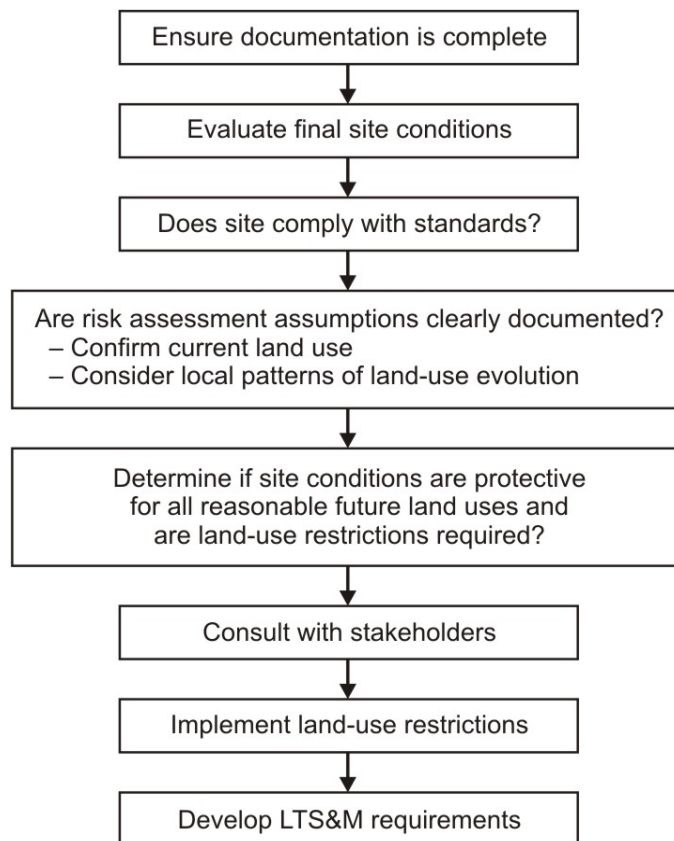 Ensure documentation is complete
Evaluate final site conditions
Does site comply with standards?
Are risk assessment assumptions clearly documented?
– Confirm current land use
– Consider local patterns of land-use evolution
Determine if site conditions are protective
for all reasonable future land uses and
are land-use restrictions required?
Consult with stakeholders
Implement land-use restrictions
Develop LTS&M requirements